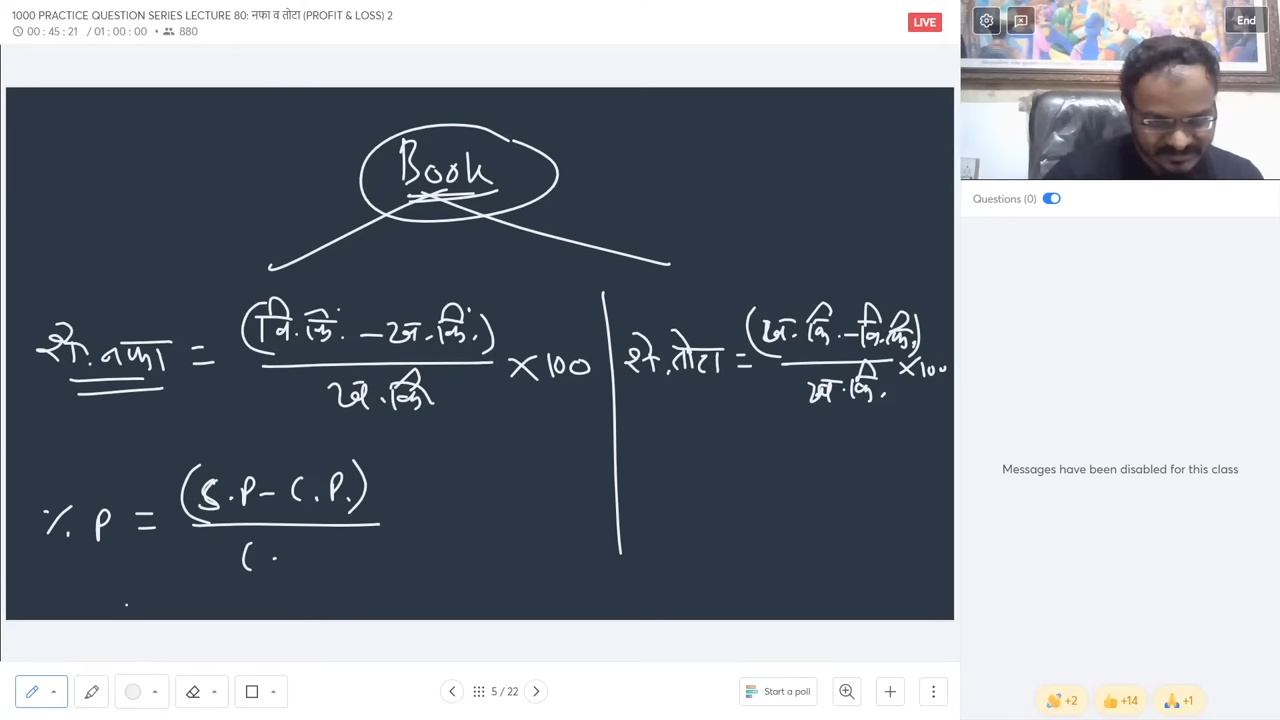 1000 PRACTICE QUESTION SERIES LECTURE 80: नफा व तोटा (PROFIT & LOSS) 2
00 : 45 : 21 / 01 : 00 : 00 • 880
LIVE
End
Book
शे. नफा = (वि. किं. – ख. किं.) / ख. किं × 100
शे. तोटा = (ख. किं – वि. किं.) / ख. किं. × 100
% P = (S.P – C.P.) / C.
Questions (0)
Messages have been disabled for this class
5 / 22
Start a poll
+2
+14
+1